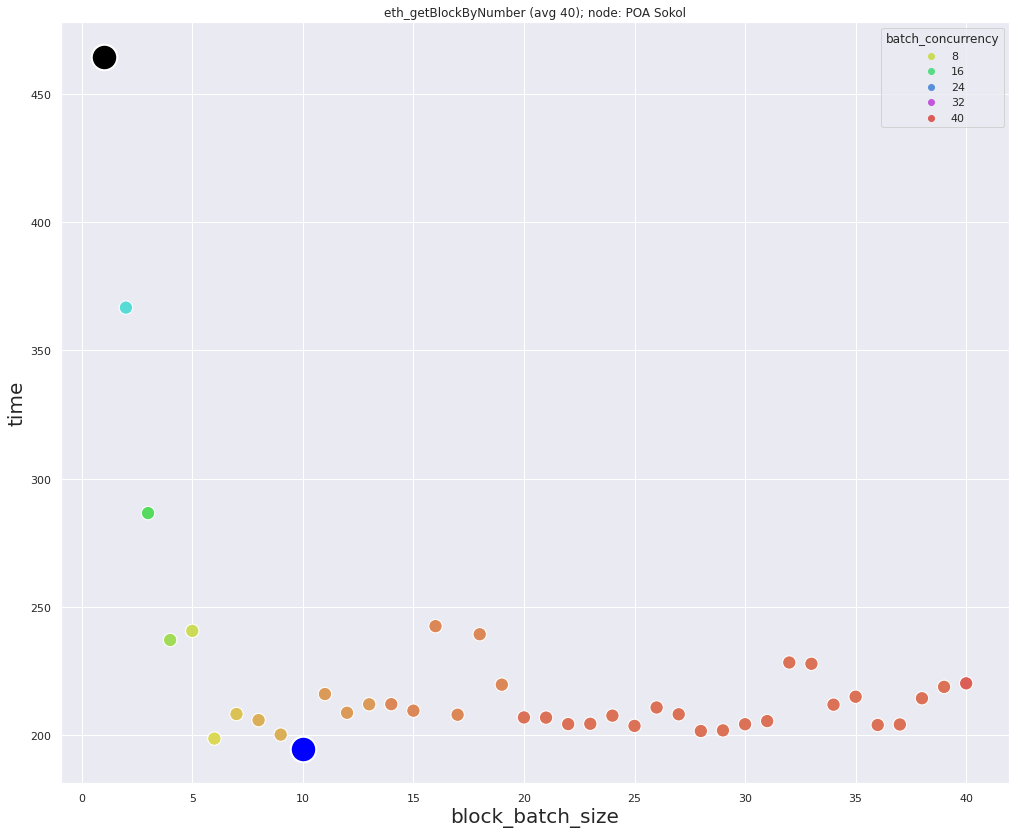 eth_getBlockByNumber (avg 40); node: POA Sokol
batch_concurrency
8
16
24
32
40
450
400
350
300
250
200
time
0 5 10 15 20 25 30 35 40
block_batch_size